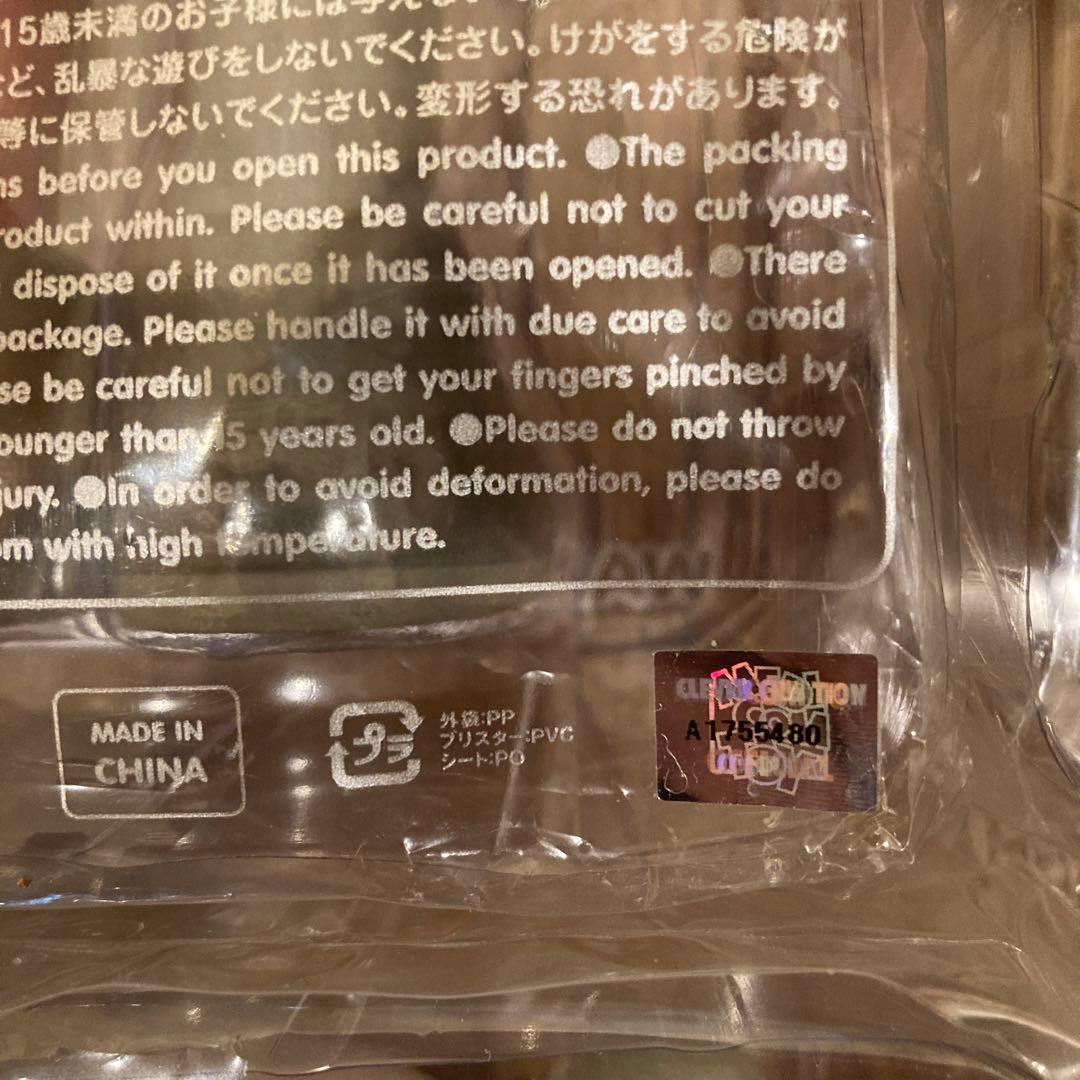 15歳未満のお子様には与えない
ど、乱暴な遊びをしないでください。けがをする危険が
等に保管しないでください。変形する恐れがあります。
ns before you open this product. ●The packing
roduct within. Please be careful not to cut your
dispose of it once it has been opened. ●There
package. Please handle it with due care to avoid
se be careful not to get your fingers pinched by
ounger than 15 years old. ●Please do not throw
jury. ●In order to avoid deformation, please do
om with high temperature.
MADE IN
CHINA
プラ
外袋:PP
ブリスター:PVC
シート:PO
A1755480